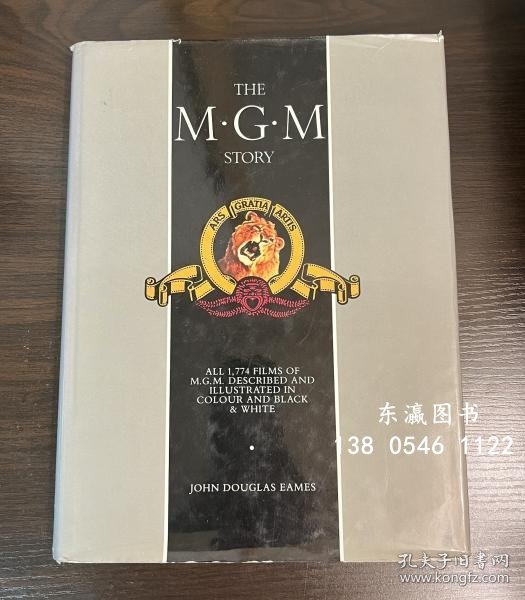 THE
M·G·M
STORY
ARS GRATIA ARTIS
ALL 1,774 FILMS OF
M.G.M. DESCRIBED AND
ILLUSTRATED IN
COLOUR AND BLACK
& WHITE
JOHN DOUGLAS EAMES
东瀛图书
138 0546 1122
孔夫子旧书网
www.kongfz.com